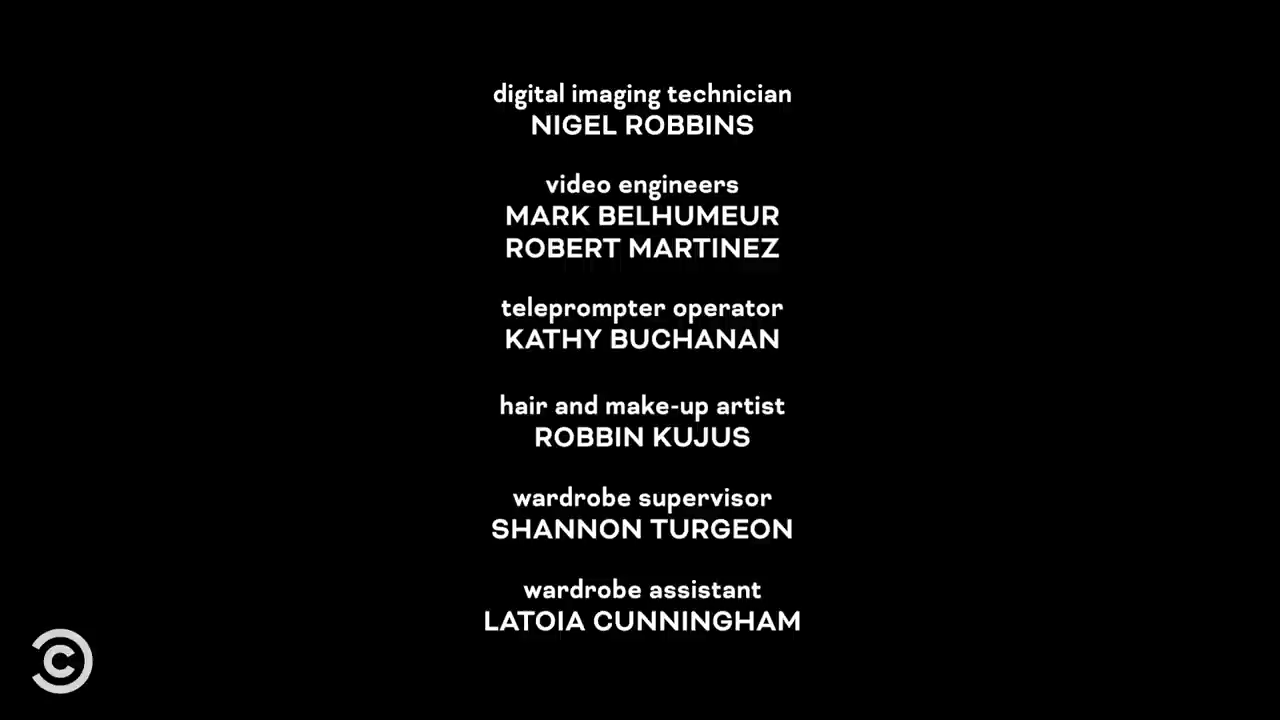 digital imaging technician
NIGEL ROBBINS
video engineers
MARK BELHUMEUR
ROBERT MARTINEZ
teleprompter operator
KATHY BUCHANAN
hair and make-up artist
ROBBIN KUJUS
wardrobe supervisor
SHANNON TURGEON
wardrobe assistant
LATOIA CUNNINGHAM